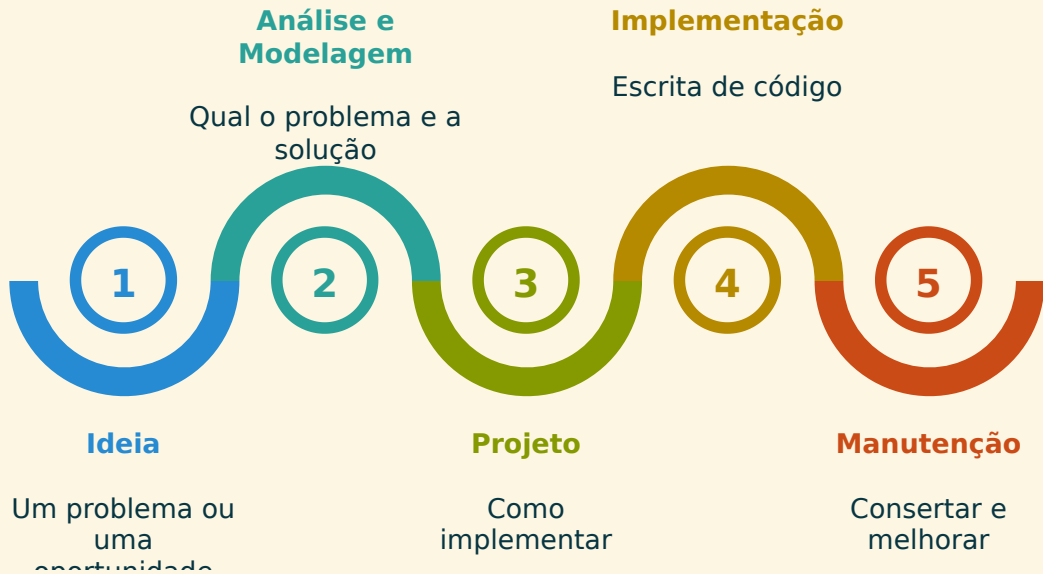 Análise e
Modelagem
Qual o problema e a
solução
Implementação
Escrita de código
1
2
3
4
5
Ideia
Um problema ou
uma
oportunidade
Projeto
Como
implementar
Manutenção
Consertar e
melhorar